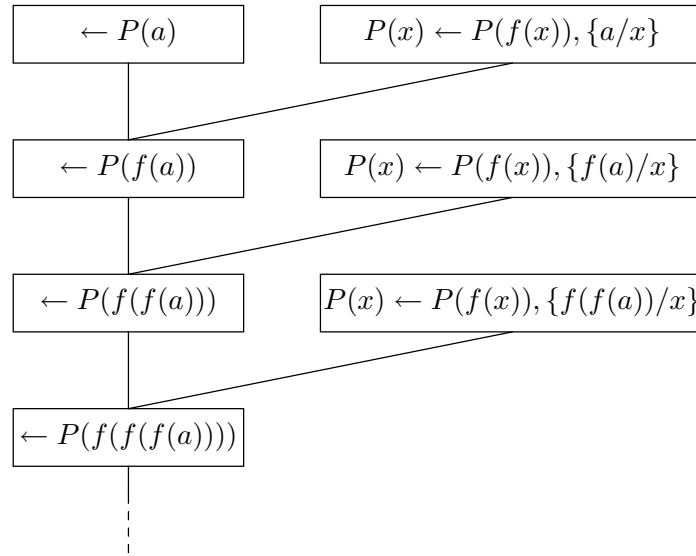 ← P(a)
P(x) ← P(f(x)), {a/x}
← P(f(a))
P(x) ← P(f(x)), {f(a)/x}
← P(f(f(a)))
P(x) ← P(f(x)), {f(f(a))/x}
← P(f(f(f(a))))